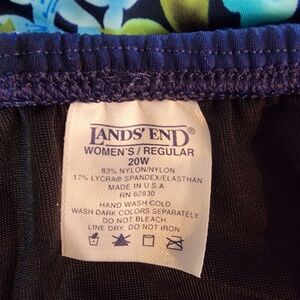 LANDS' END®
WOMEN'S / REGULAR
20W
83% NYLON/NYLON
17% LYCRA® SPANDEX/ELASTHAN
MADE IN U.S.A
RN 62830
HAND WASH COLD
WASH DARK COLORS SEPARATELY
DO NOT BLEACH
LINE DRY DO NOT IRON